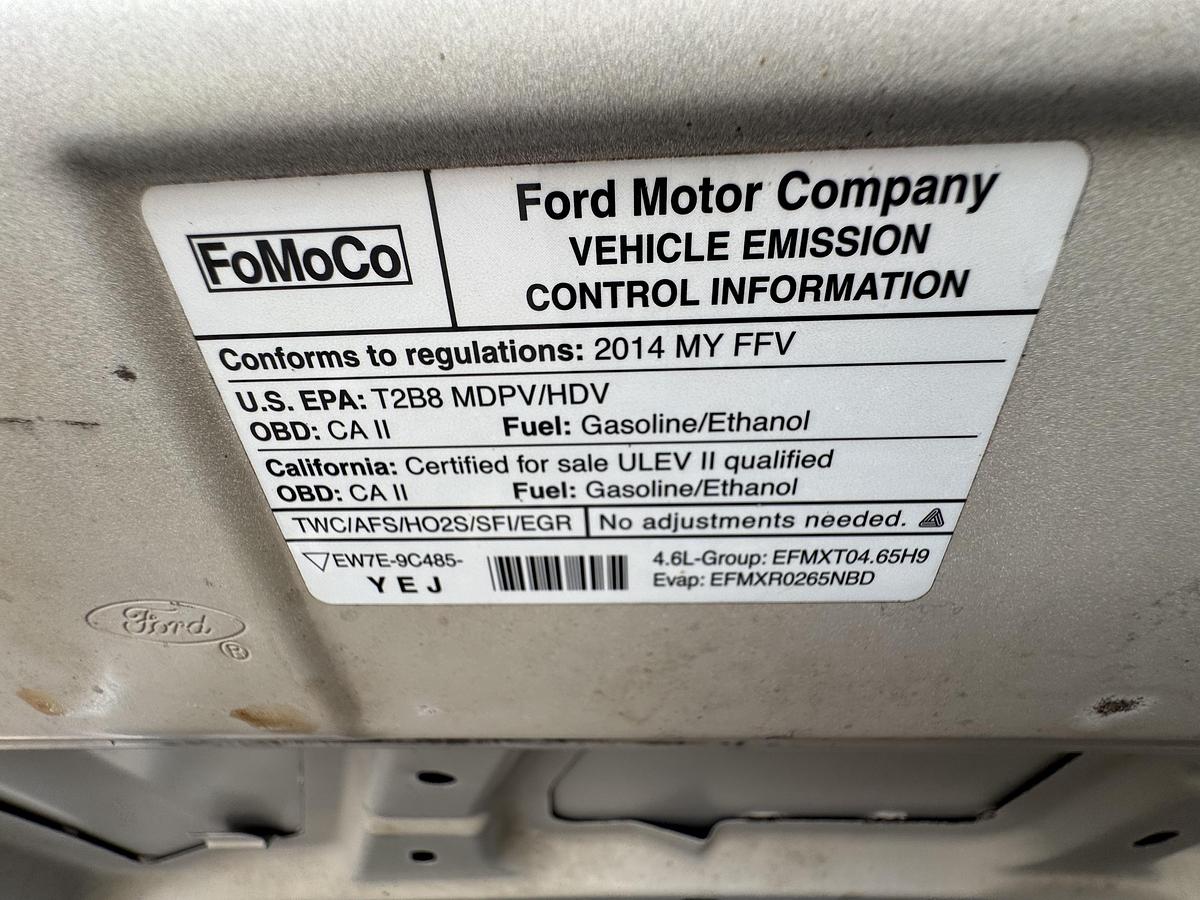 FoMoCo
Ford Motor Company
VEHICLE EMISSION
CONTROL INFORMATION
Conforms to regulations: 2014 MY FFV
U.S. EPA: T2B8 MDPV/HDV
OBD: CA II Fuel: Gasoline/Ethanol
California: Certified for sale ULEV II qualified
OBD: CA II Fuel: Gasoline/Ethanol
TWC/AFS/HO2S/SFI/EGR No adjustments needed.
EW7E-9C485- 4.6L-Group: EFMXT04.65H9
Y E J Evap: EFMXR0265NBD
Ford
®